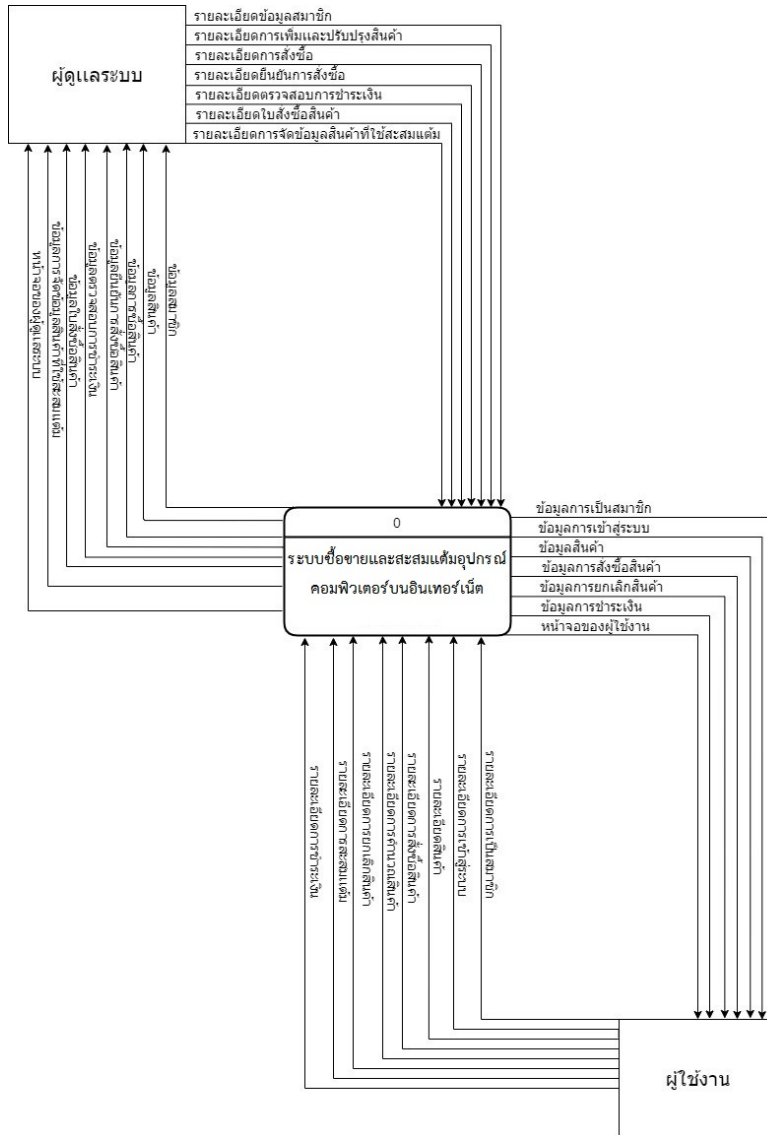 รายละเอียดข้อมูลสมาชิก
รายละเอียดการเพิ่มและปรับปรุงสินค้า
รายละเอียดการสั่งซื้อ
รายละเอียดยืนยันการสั่งซื้อ
รายละเอียดตรวจสอบการชำระเงิน
รายละเอียดใบสั่งซื้อสินค้า
รายละเอียดการจัดข้อมูลสินค้าที่ใช้สะสมแต้ม
ผู้ดูแลระบบ
หน้าจอของผู้ดูแลระบบ
ข้อมูลการจัดข้อมูลสินค้าที่ใช้สะสมแต้ม
ข้อมูลใบสั่งซื้อสินค้า
ข้อมูลตรวจสอบการชำระเงิน
ข้อมูลยืนยันการสั่งซื้อสินค้า
ข้อมูลการซื้อสินค้า
ข้อมูลสินค้า
ข้อมูลสมาชิก
0
ระบบซื้อขายและสะสมแต้มอุปกรณ์
คอมพิวเตอร์บนอินเทอร์เน็ต
ข้อมูลการเป็นสมาชิก
ข้อมูลการเข้าสู่ระบบ
ข้อมูลสินค้า
ข้อมูลการสั่งซื้อสินค้า
ข้อมูลการยกเลิกสินค้า
ข้อมูลการชำระเงิน
หน้าจอของผู้ใช้งาน
รายละเอียดการชำระเงิน
รายละเอียดการสะสมแต้ม
รายละเอียดการยกเลิกสินค้า
รายละเอียดการคำนวณสินค้า
รายละเอียดการสั่งซื้อสินค้า
รายละเอียดสินค้า
รายละเอียดการเข้าสู่ระบบ
รายละเอียดการเป็นสมาชิก
ผู้ใช้งาน